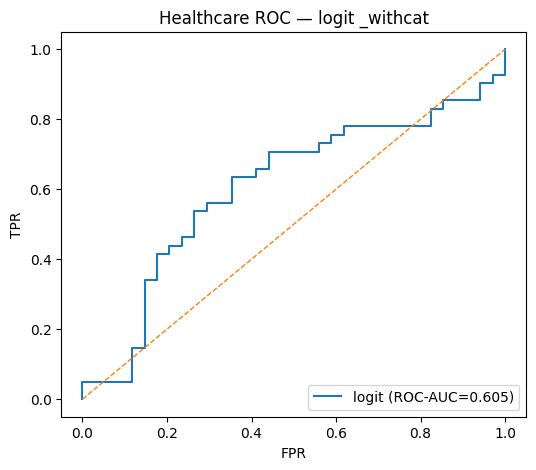 Healthcare ROC — logit _withcat
1.0
0.8
0.6
0.4
0.2
0.0
TPR
0.0 0.2 0.4 0.6 0.8 1.0
FPR
logit (ROC-AUC=0.605)